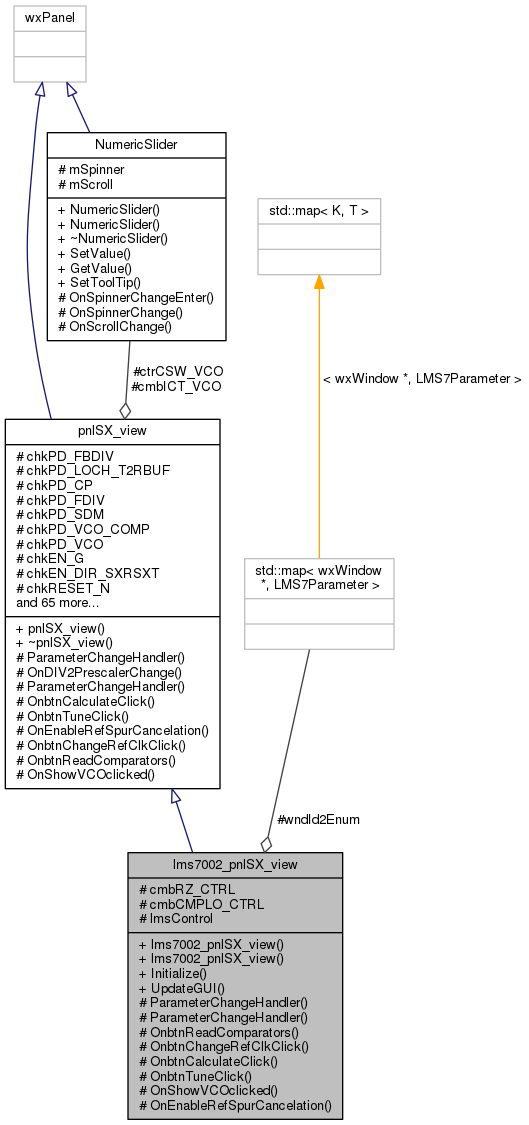 wxPanel
NumericSlider
# mSpinner
# mScroll
+ NumericSlider()
+ NumericSlider()
+ ~NumericSlider()
+ SetValue()
+ GetValue()
+ SetToolTip()
# OnSpinnerChangeEnter()
# OnSpinnerChange()
# OnScrollChange()
std::map< K, T >
#ctrCSW_VCO
#cmbICT_VCO
< wxWindow *, LMS7Parameter >
pnlSX_view
# chkPD_FBDIV
# chkPD_LOCH_T2RBUF
# chkPD_CP
# chkPD_FDIV
# chkPD_SDM
# chkPD_VCO_COMP
# chkPD_VCO
# chkEN_G
# chkEN_DIR_SXRSXT
# chkRESET_N
and 65 more...
+ pnlSX_view()
+ ~pnlSX_view()
# ParameterChangeHandler()
# OnDIV2PrescalerChange()
# ParameterChangeHandler()
# OnbtnCalculateClick()
# OnbtnTuneClick()
# OnEnableRefSpurCancelation()
# OnbtnChangeRefClkClick()
# OnbtnReadComparators()
# OnShowVCOclicked()
std::map< wxWindow
*, LMS7Parameter >
#wndId2Enum
lms7002_pnlSX_view
# cmbRZ_CTRL
# cmbCMPLO_CTRL
# lmsControl
+ lms7002_pnlSX_view()
+ lms7002_pnlSX_view()
+ Initialize()
+ UpdateGUI()
# ParameterChangeHandler()
# ParameterChangeHandler()
# OnbtnReadComparators()
# OnbtnChangeRefClkClick()
# OnbtnCalculateClick()
# OnbtnTuneClick()
# OnShowVCOclicked()
# OnEnableRefSpurCancelation()